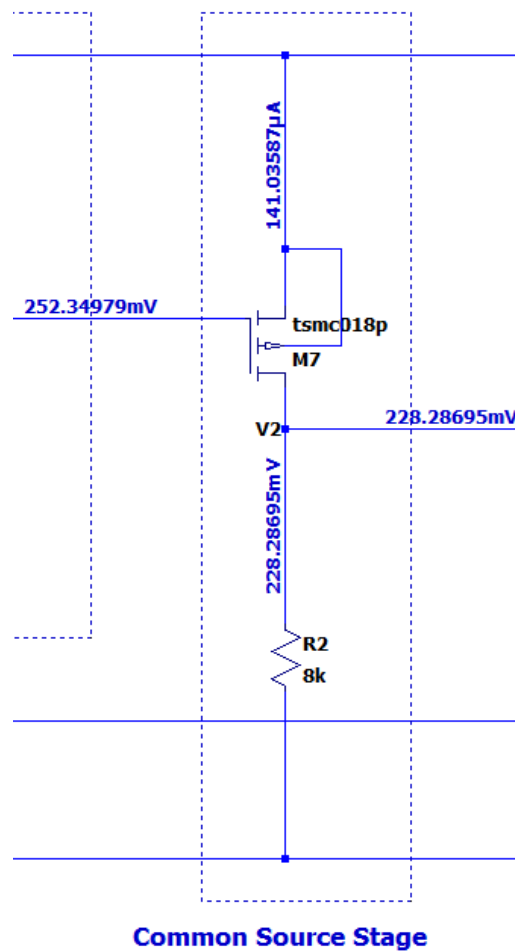 141.03587µA
252.34979mV
tsmc018p
M7
V2
228.28695mV
228.28695mV
R2
8k
Common Source Stage